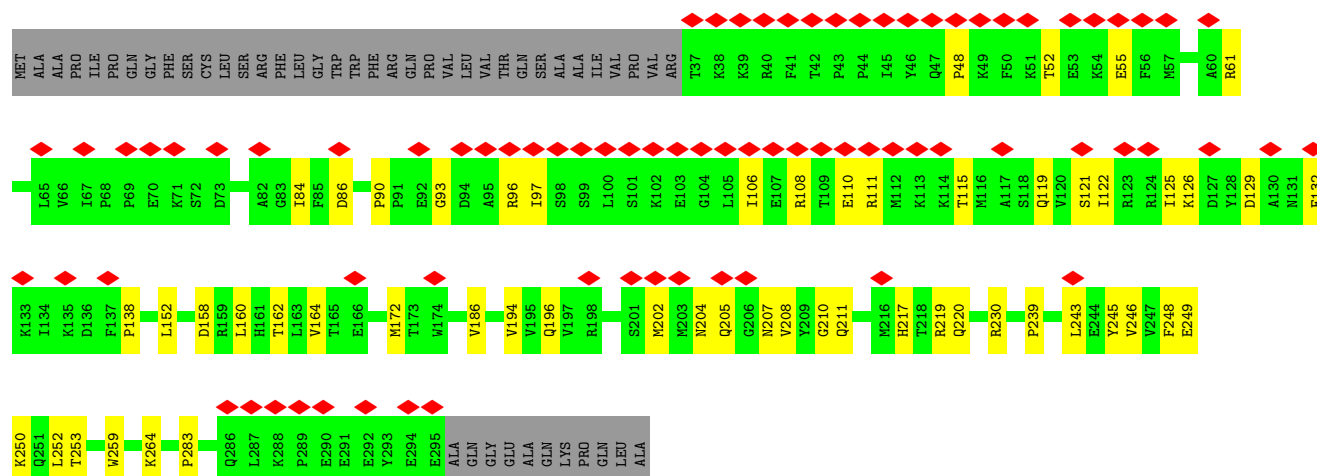 MET ALA ALA PRO ILE PRO GLN GLY PHE SER CYS LEU SER ARG PHE LEU GLY TRP TRP PHE ARG GLN PRO VAL LEU VAL THR GLN SER ALA ALA ILE VAL PRO VAL ARG T37 K38 K39 R40 F41 T42 P43 P44 I45 Y46 Q47 P48 K49 F50 K51 T52 E53 K54 E55 F56 M57 A60 R61
L65 V66 I67 P68 P69 E70 K71 S72 D73 A82 G83 I84 F85 D86 P90 P91 E92 G93 D94 A95 R96 I97 S98 S99 L100 S101 K102 E103 G104 L105 I106 E107 R108 T109 E110 R111 M112 K113 K114 T115 M116 A117 S118 Q119 V120 S121 I122 R123 R124 I125 K126 D127 Y128 D129 A130 N131
K133 I134 K135 D136 F137 P138 L152 D158 R159 L160 H161 T162 L163 V164 T165 E166 M172 T173 W174 V186 V194 V195 Q196 V197 R198 S201 M202 M203 N204 Q205 G206 N207 V208 Y209 G210 Q211 M216 H217 T218 R219 Q220 R230 P239 L243 E244 Y245 V246 V247 F248 E249
K250 Q251 L252 T253 W259 K264 P283 Q286 L287 K288 P289 E290 E291 E292 Y293 E294 E295 ALA GLN GLY GLU ALA GLN LYS PRO GLN LEU ALA